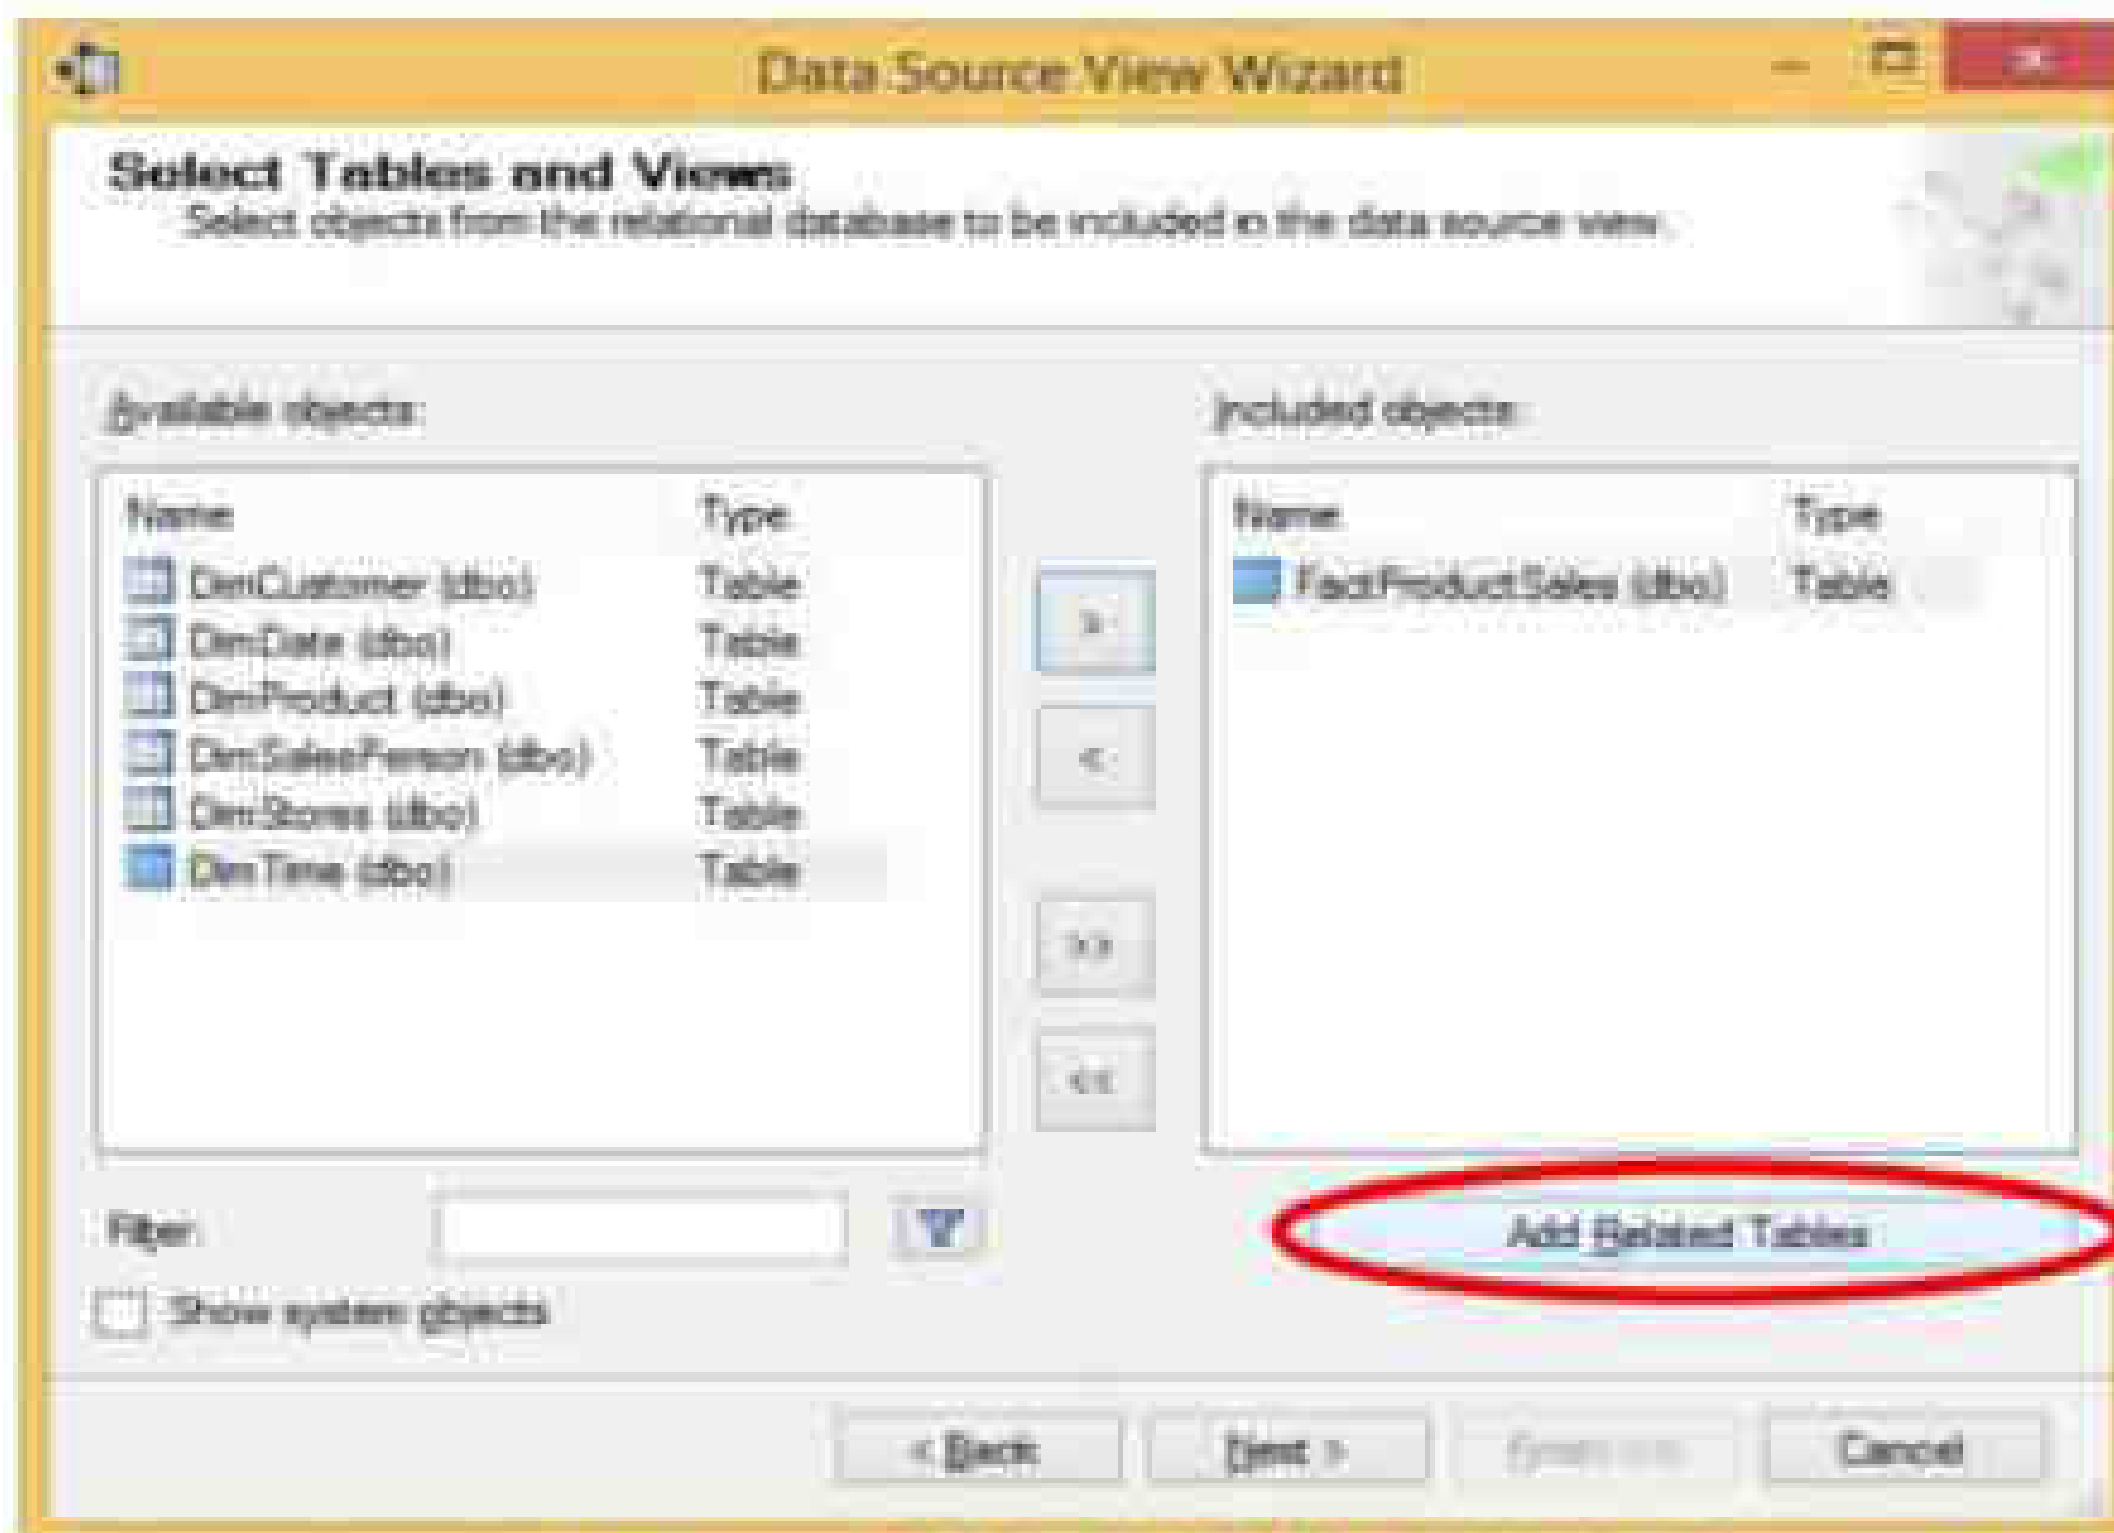 Data Source View Wizard
Select Tables and Views
Select objects from the relational database to be included in the data source view.
Available objects:
Name Type
DimCustomer (dbo) Table
DimDate (dbo) Table
DimProduct (dbo) Table
DimSalesPerson (dbo) Table
DimStores (dbo) Table
DimTime (dbo) Table
>
<
>>
<<
Included objects:
Name Type
FactProductSales (dbo) Table
Filter:
Add Related Tables
Show system objects
< Back
Next >
Cancel